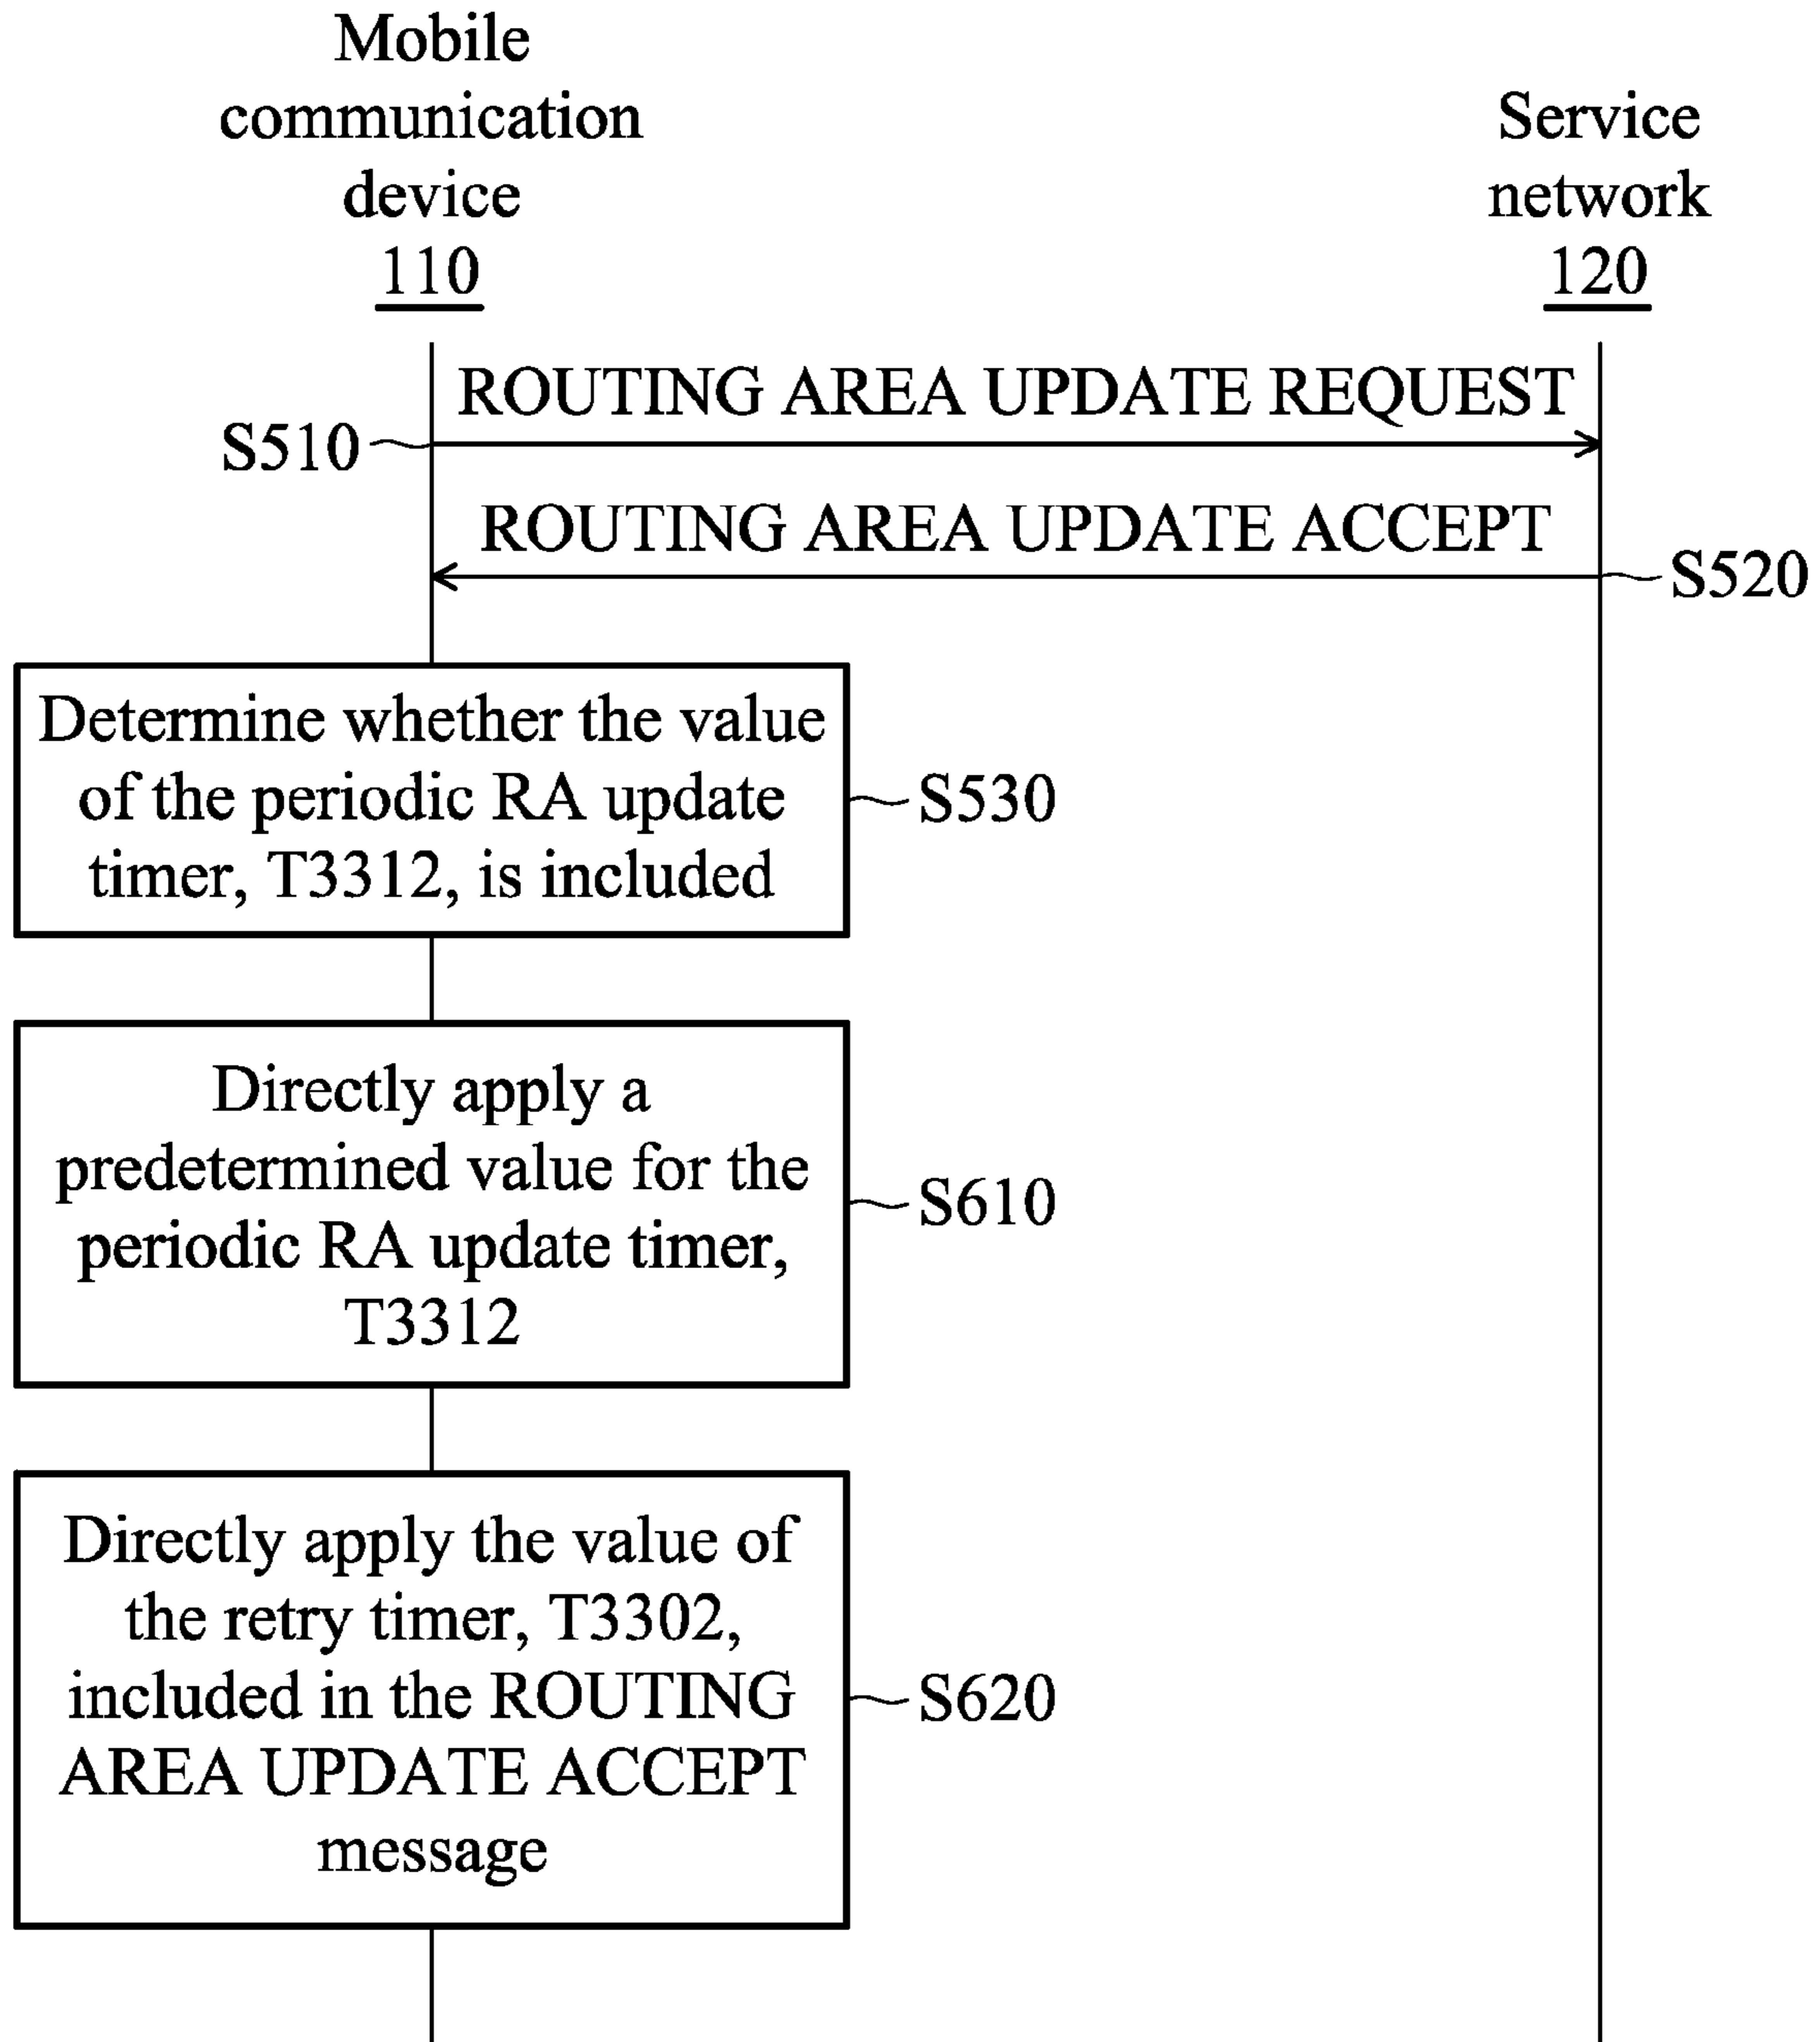 Mobile
communication
device
110
Service
network
120
ROUTING AREA UPDATE REQUEST
S510
ROUTING AREA UPDATE ACCEPT
S520
Determine whether the value
of the periodic RA update
timer, T3312, is included
S530
Directly apply a
predetermined value for the
periodic RA update timer,
T3312
S610
Directly apply the value of
the retry timer, T3302,
included in the ROUTING
AREA UPDATE ACCEPT
message
S620